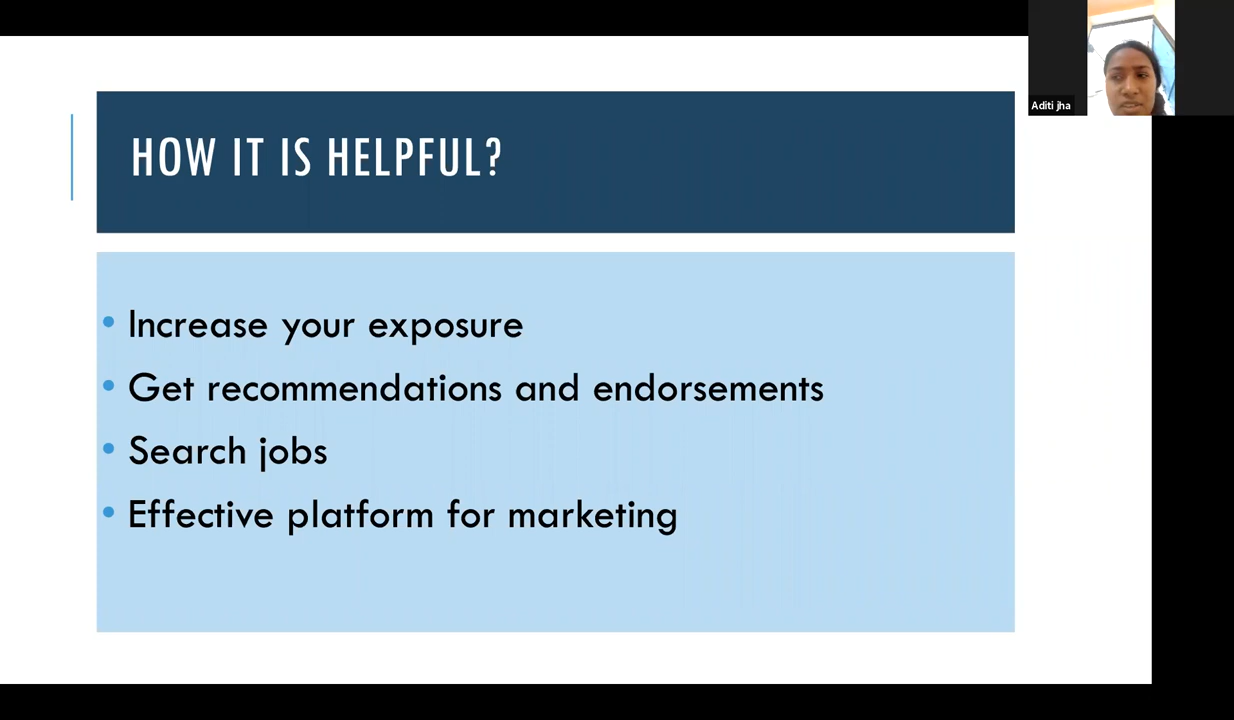 HOW IT IS HELPFUL?
• Increase your exposure
• Get recommendations and endorsements
• Search jobs
• Effective platform for marketing
Aditi jha